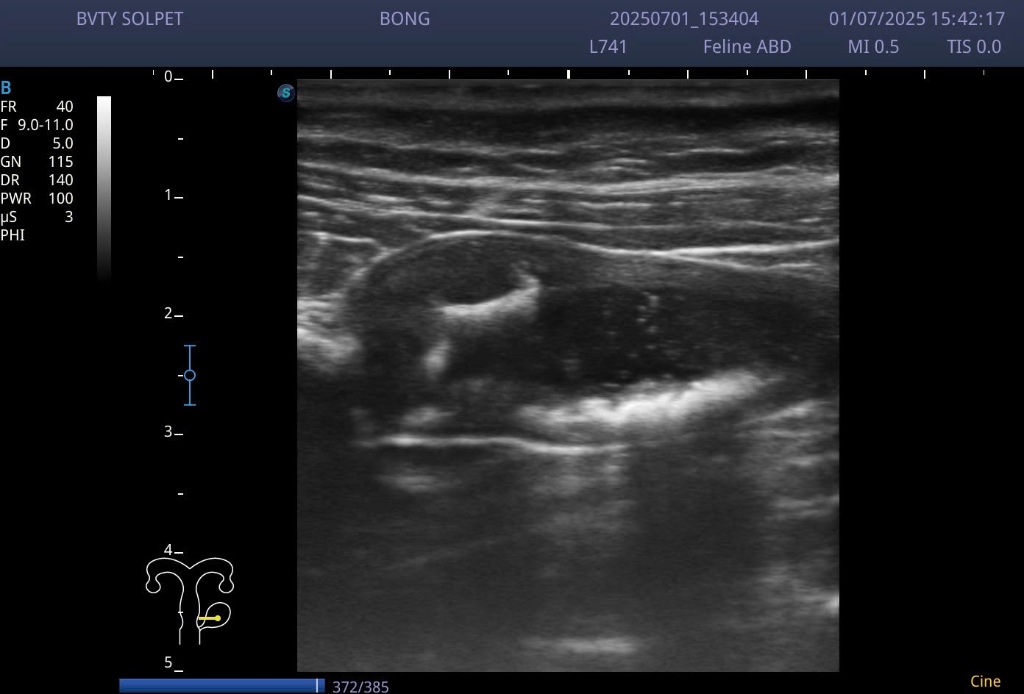 BVTY SOLPET BONG 20250701_153404 01/07/2025 15:42:17
L741 Feline ABD MI 0.5 TIS 0.0
B
FR 40
F 9.0-11.0
D 5.0
GN 115
DR 140
PWR 100
µS 3
PHI
S
0
1
2
3
4
5
372/385
Cine